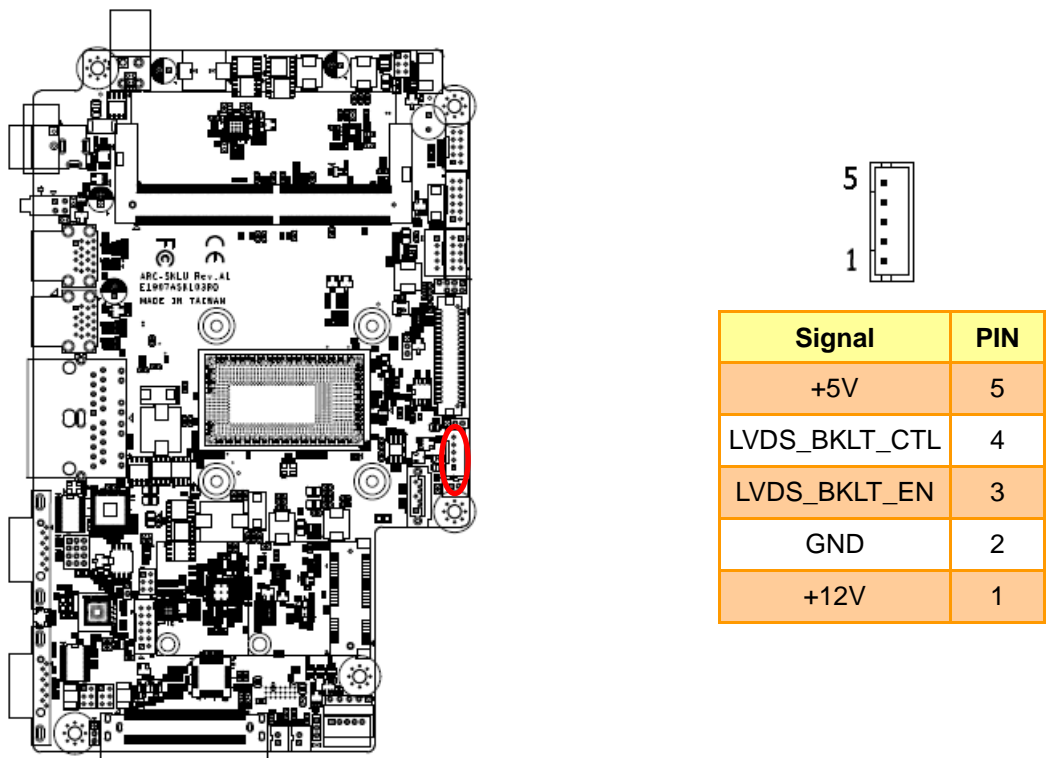 ARC-SKLU Rev.A1
E1907ASKL03R0
MADE IN TAIWAN
5
1
Signal PIN
+5V 5
LVDS_BKLT_CTL 4
LVDS_BKLT_EN 3
GND 2
+12V 1